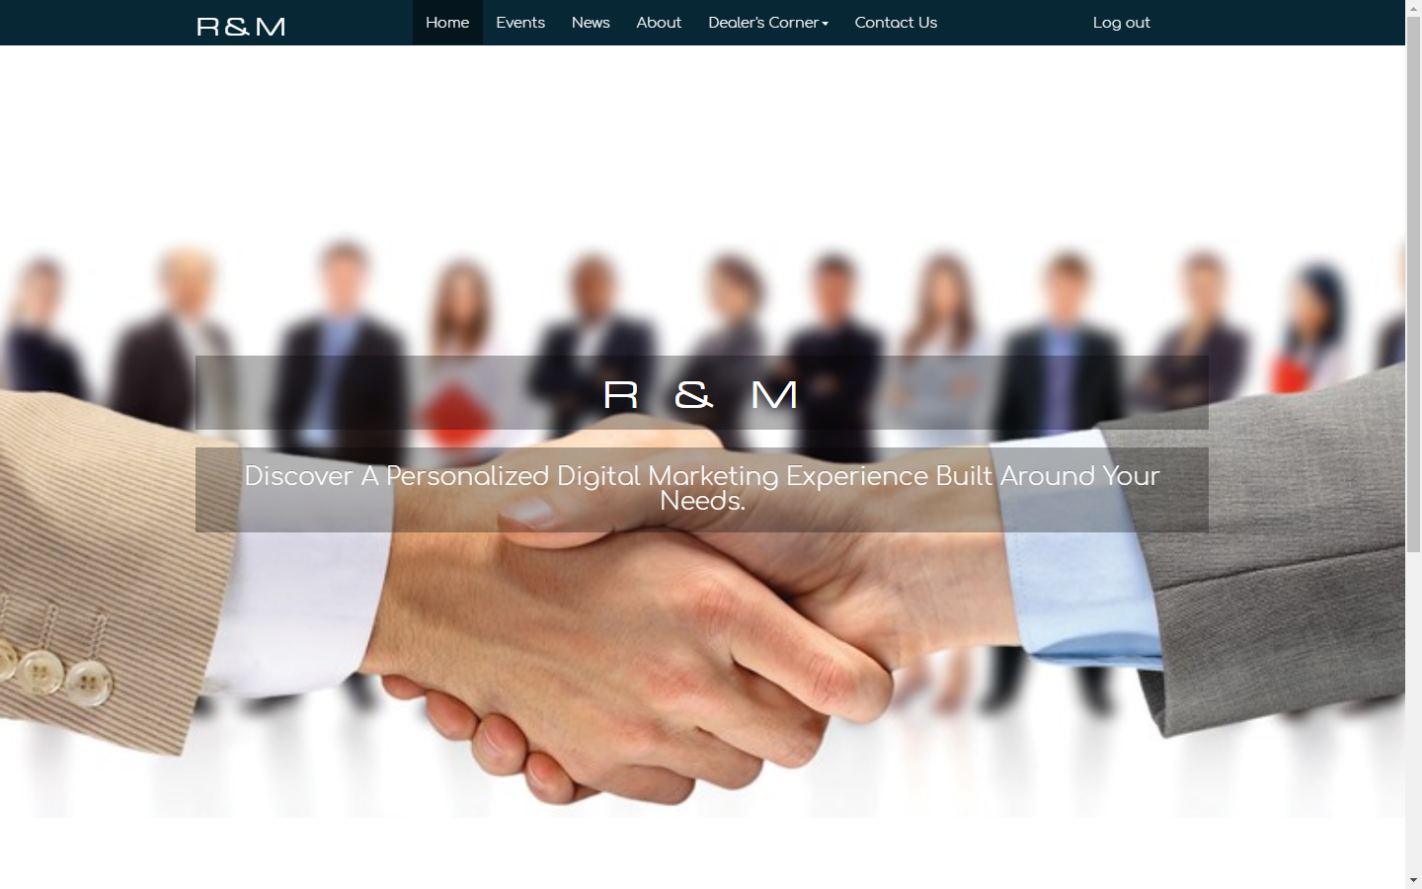 R&M
Home Events News About Dealer's Corner Contact Us Log out
R & M
Discover A Personalized Digital Marketing Experience Built Around Your
Needs.